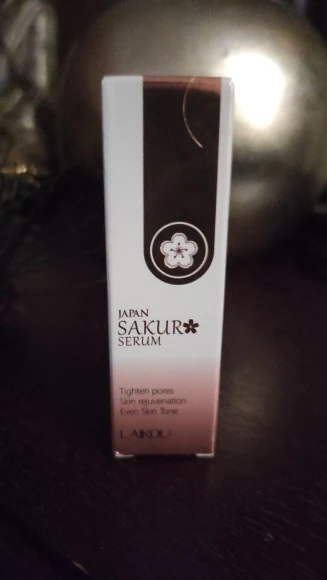 JAPAN
SAKUR
SERUM
Tighten pores
Skin rejuvenation
Even Skin Tone
LAIKOU